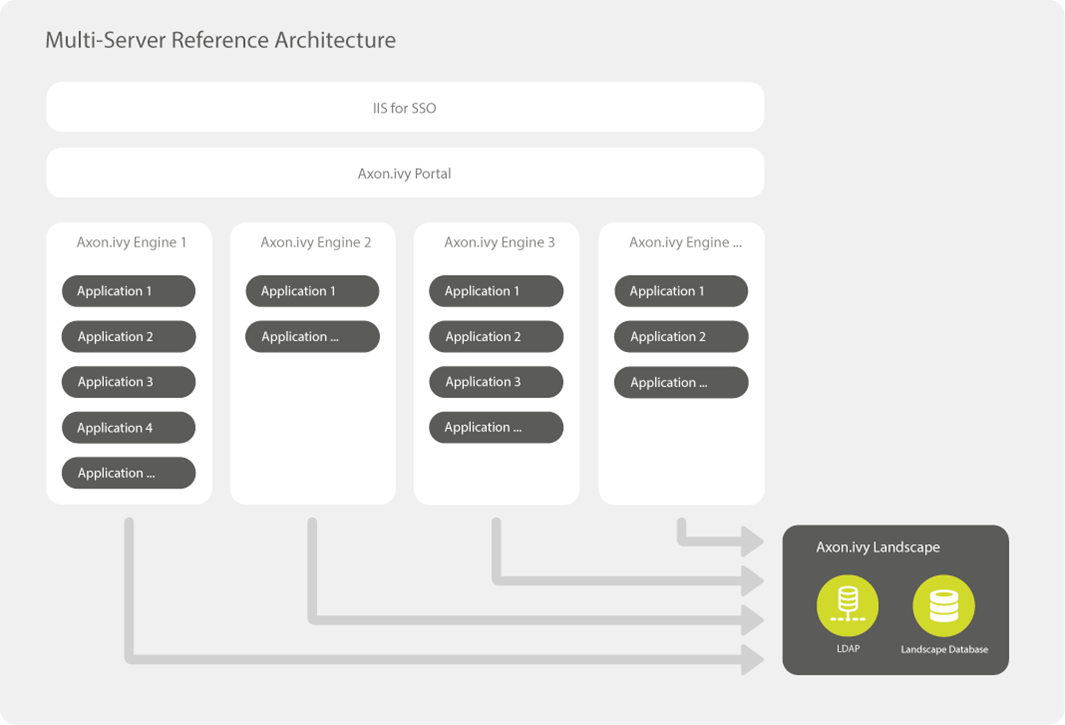 Multi-Server Reference Architecture
IIS for SSO
Axon.ivy Portal
Axon.ivy Engine 1
Application 1
Application 2
Application 3
Application 4
Application ...
Axon.ivy Engine 2
Application 1
Application ...
Axon.ivy Engine 3
Application 1
Application 2
Application 3
Application ...
Axon.ivy Engine ...
Application 1
Application 2
Application ...
Axon.ivy Landscape
LDAP
Landscape Database